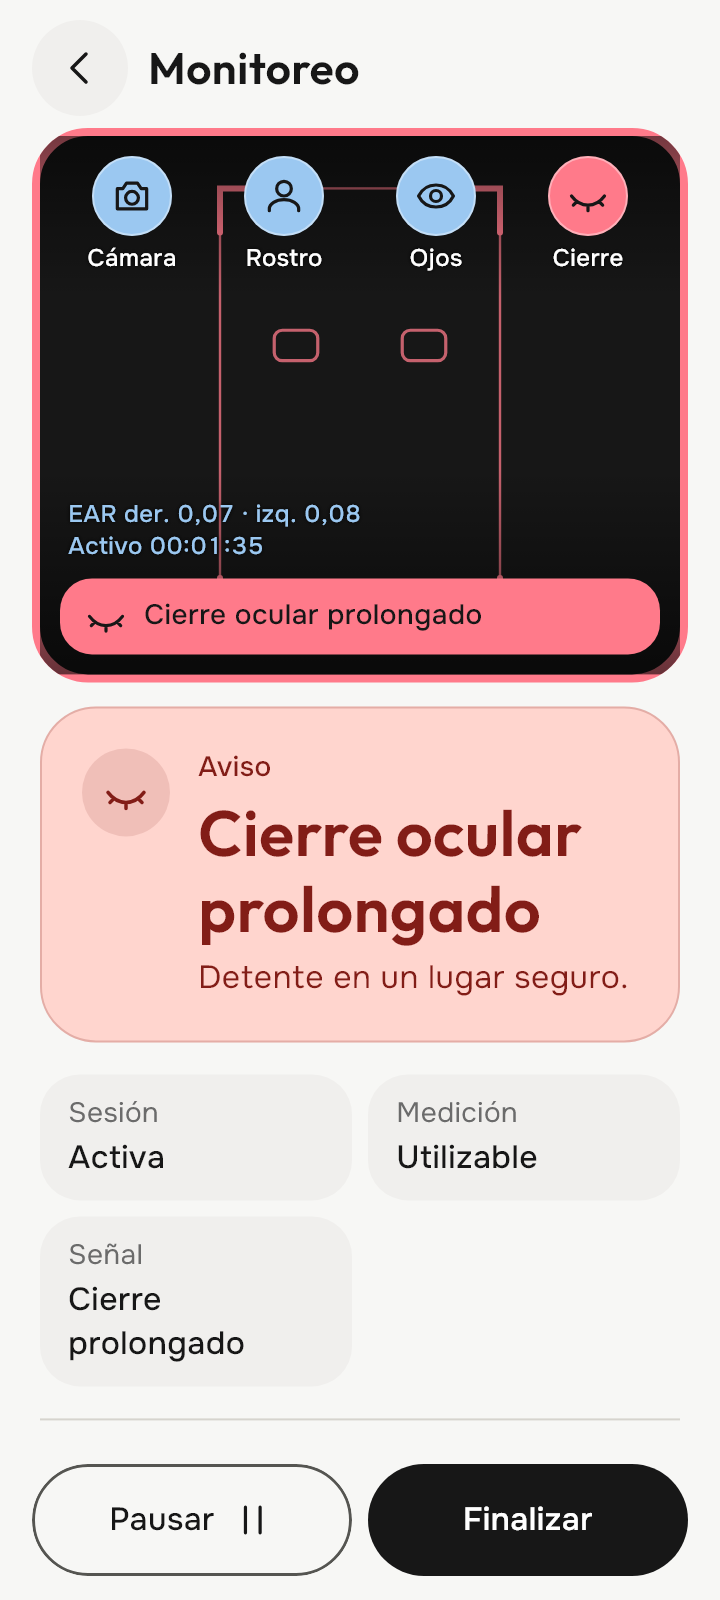 Monitoreo
Cámara
Rostro
Ojos
Cierre
EAR der. 0,07 · izq. 0,08
Activo 00:01:35
Cierre ocular prolongado
Aviso
Cierre ocular
prolongado
Detente en un lugar seguro.
Sesión
Activa
Medición
Utilizable
Señal
Cierre
prolongado
Pausar
Finalizar